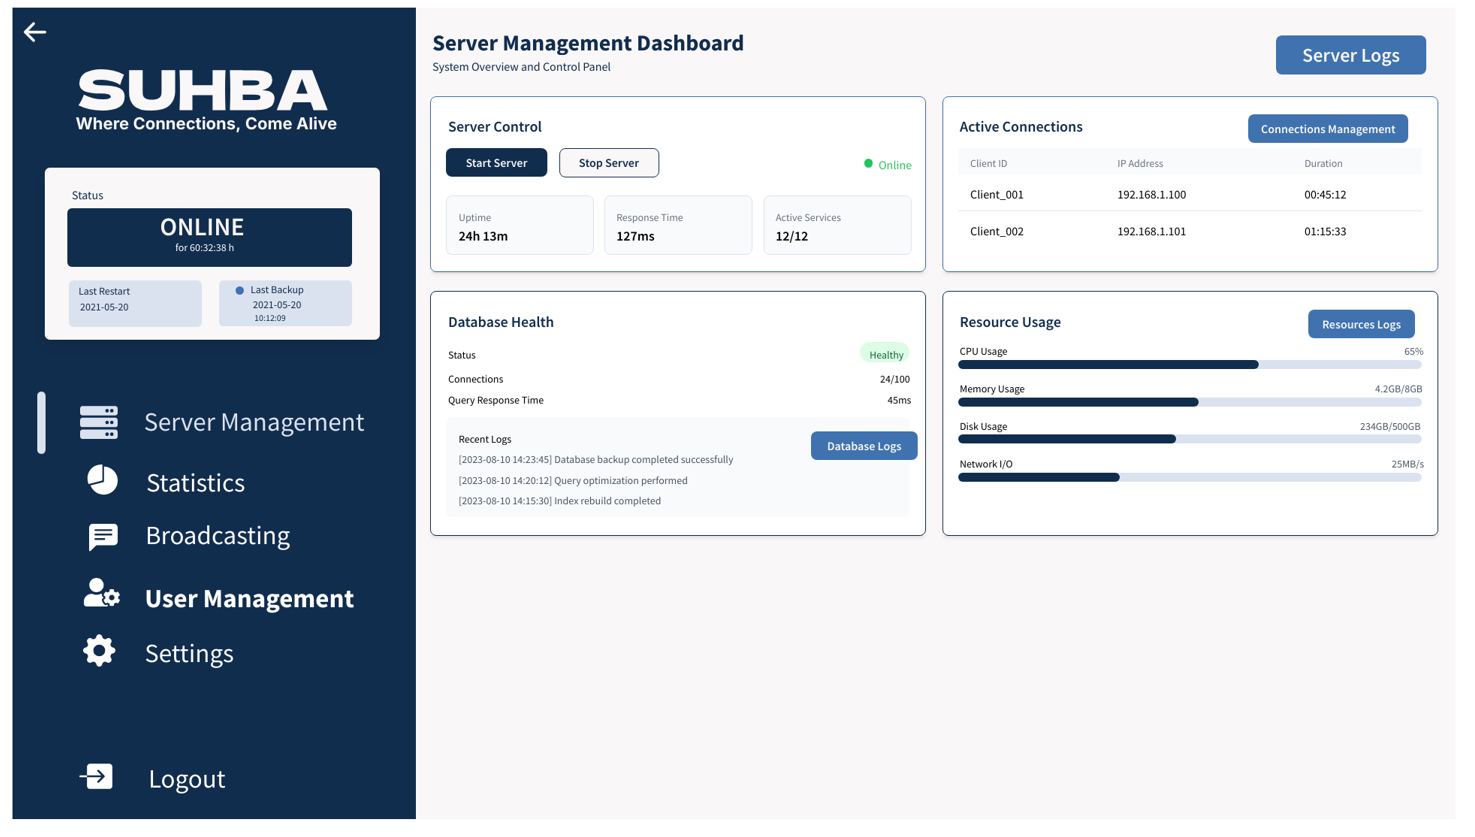 SUHBA
Where Connections, Come Alive
Status
ONLINE
for 60:32:38 h
Last Restart
2021-05-20
Last Backup
2021-05-20
10:12:09
Server Management
Statistics
Broadcasting
User Management
Settings
Logout
Server Management Dashboard
System Overview and Control Panel
Server Logs
Server Control
Start Server
Stop Server
Online
Uptime
24h 13m
Response Time
127ms
Active Services
12/12
Active Connections
Connections Management
Client ID IP Address Duration
Client_001 192.168.1.100 00:45:12
Client_002 192.168.1.101 01:15:33
Database Health
Status Healthy
Connections 24/100
Query Response Time 45ms
Recent Logs
Database Logs
[2023-08-10 14:23:45] Database backup completed successfully
[2023-08-10 14:20:12] Query optimization performed
[2023-08-10 14:15:30] Index rebuild completed
Resource Usage
Resources Logs
CPU Usage 65%
Memory Usage 4.2GB/8GB
Disk Usage 234GB/500GB
Network I/O 25MB/s